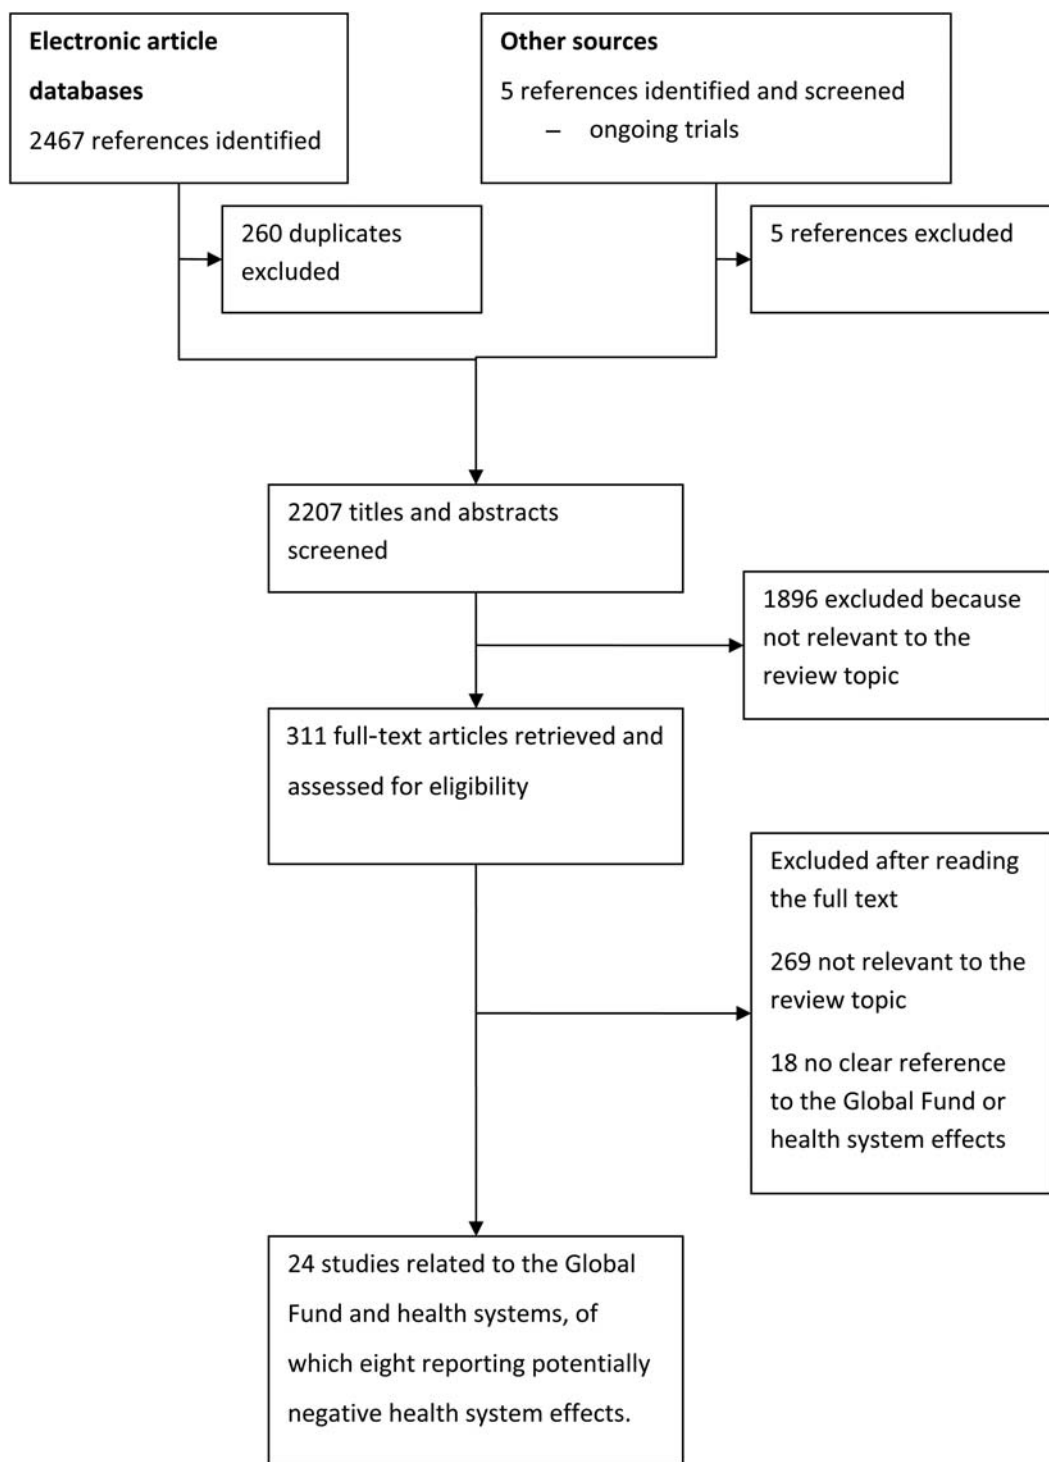 Electronic article
databases
2467 references identified
Other sources
5 references identified and screened
– ongoing trials
260 duplicates
excluded
5 references excluded
2207 titles and abstracts
screened
1896 excluded because
not relevant to the
review topic
311 full-text articles retrieved and
assessed for eligibility
Excluded after reading
the full text
269 not relevant to the
review topic
18 no clear reference
to the Global Fund or
health system effects
24 studies related to the Global
Fund and health systems, of
which eight reporting potentially
negative health system effects.